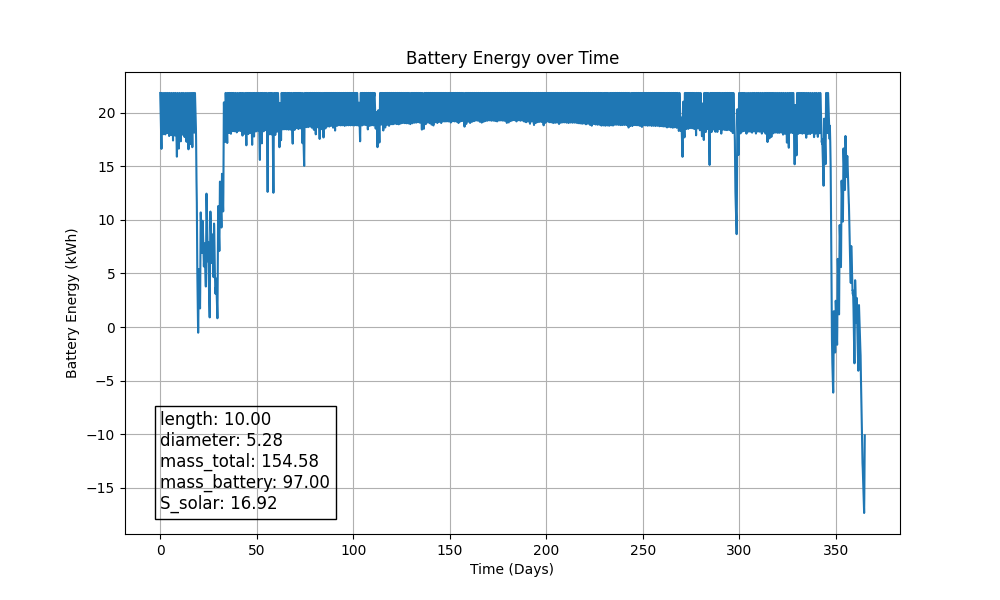 Battery Energy over Time
Battery Energy (kWh)
20
15
10
5
0
−5
−10
−15
length: 10.00
diameter: 5.28
mass_total: 154.58
mass_battery: 97.00
S_solar: 16.92
0 50 100 150 200 250 300 350
Time (Days)